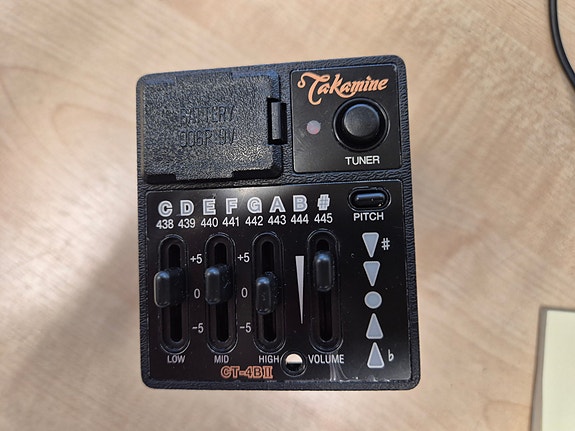 Takamine
BATTERY
006P 9V
TUNER
C D E F G A B #
438 439 440 441 442 443 444 445
PITCH
#
+5 +5
0 0
-5 -5
♭
LOW MID HIGH VOLUME
CT-4BII